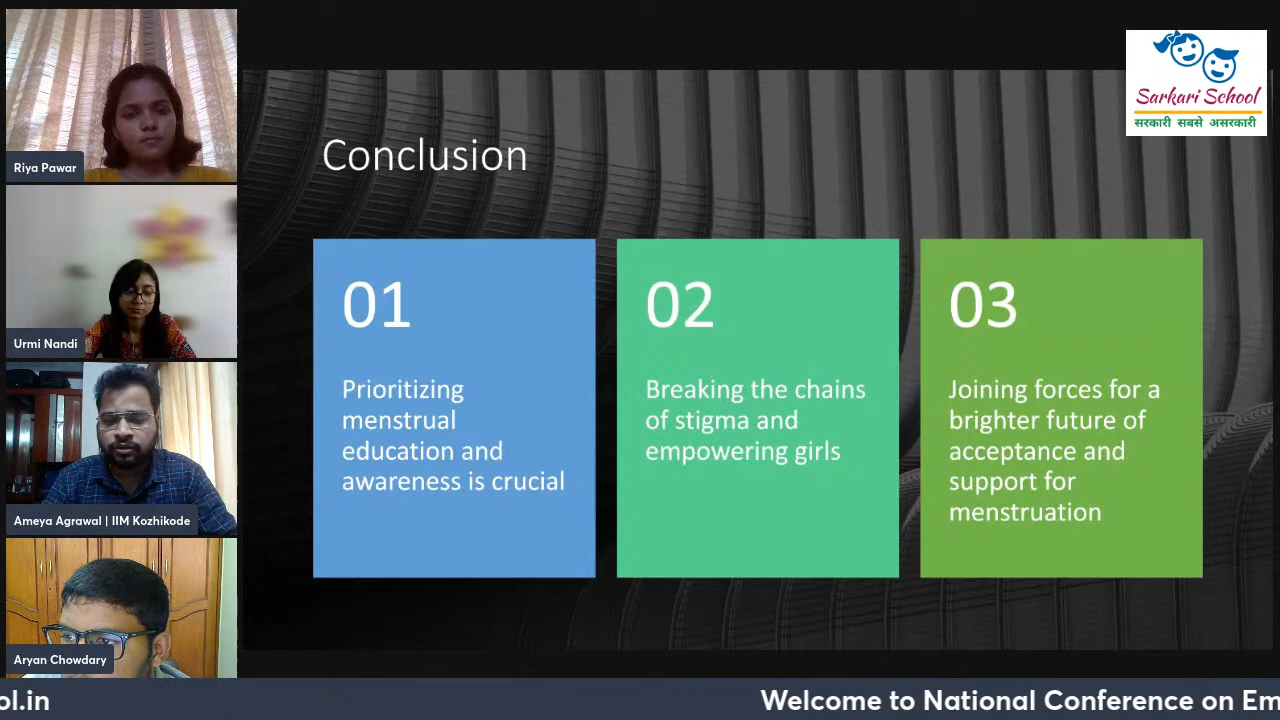 Riya Pawar
Urmi Nandi
Ameya Agrawal | IIM Kozhikode
Aryan Chowdary
Sarkari School
सरकारी सबसे असरकारी
Conclusion
01
Prioritizing
menstrual
education and
awareness is crucial
02
Breaking the chains
of stigma and
empowering girls
03
Joining forces for a
brighter future of
acceptance and
support for
menstruation
ol.in
Welcome to National Conference on Em